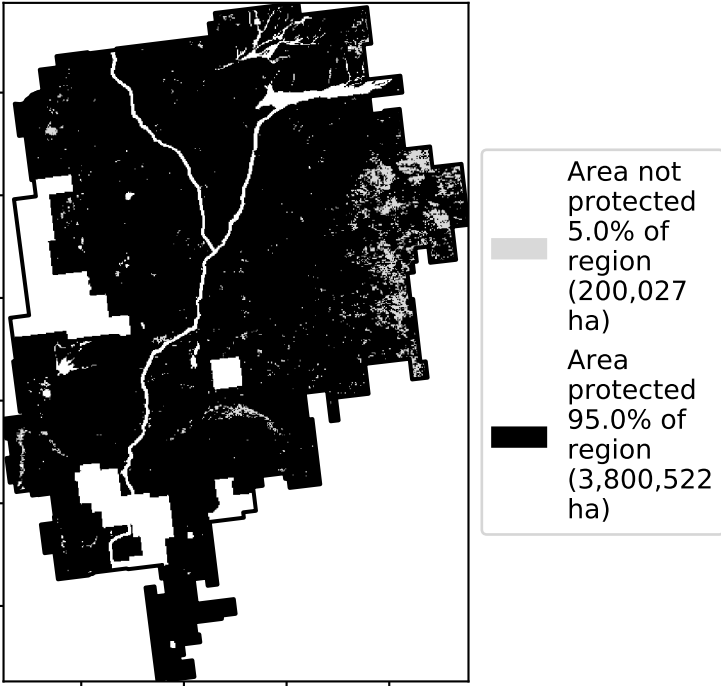 Area not
protected
5.0% of
region
(200,027
ha)
Area
protected
95.0% of
region
(3,800,522
ha)